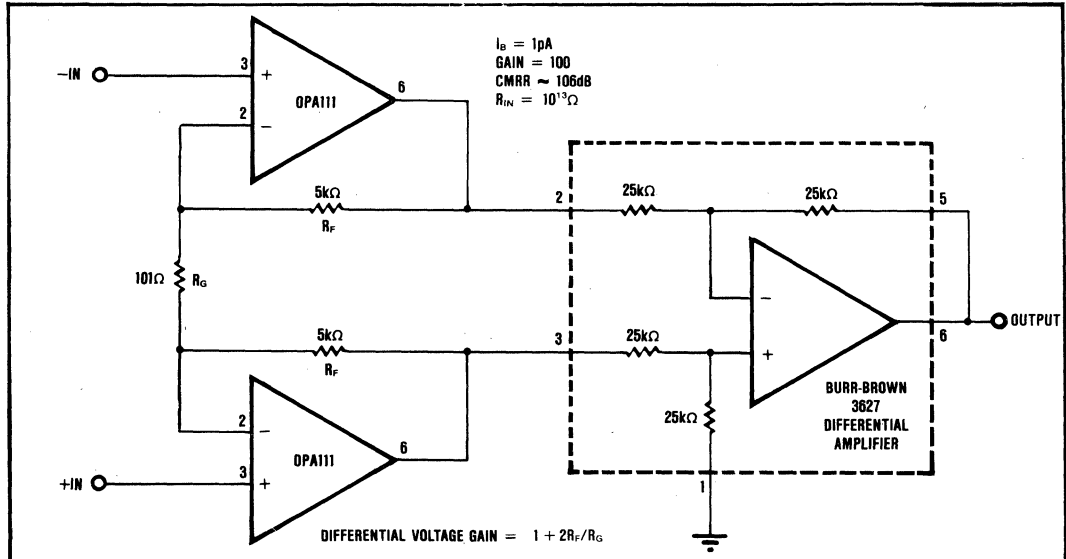 I_B = 1pA
GAIN = 100
CMRR ~ 106dB
R_IN = 10^13Ω
−IN
3
+
OPA111
6
2
−
5kΩ
R_F
2
25kΩ
25kΩ
5
101Ω
R_G
−
OUTPUT
6
5kΩ
R_F
3
25kΩ
+
25kΩ
BURR-BROWN
3627
DIFFERENTIAL
AMPLIFIER
2
−
OPA111
6
+IN
3
+
1
DIFFERENTIAL VOLTAGE GAIN = 1 + 2R_F/R_G